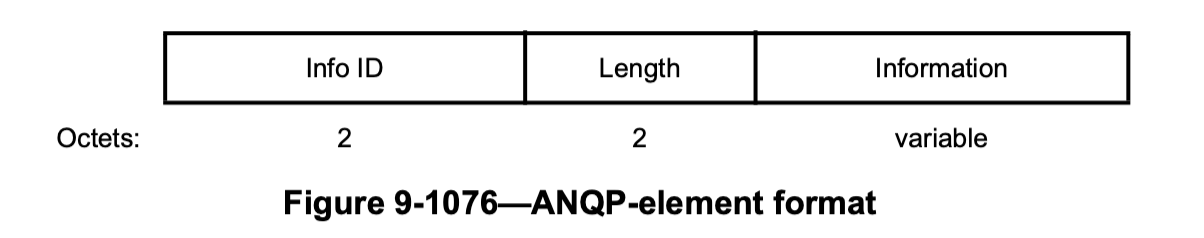 Info ID Length Information
Octets: 2 2 variable
Figure 9-1076—ANQP-element format